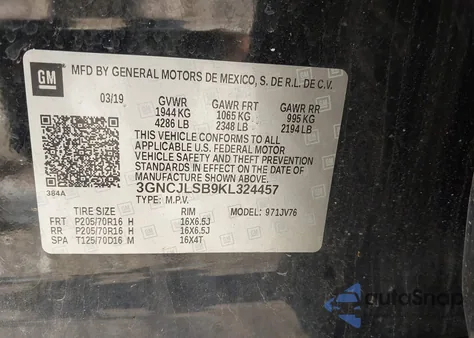 GM
MFD BY GENERAL MOTORS DE MEXICO, S. DE R.L. DE C.V.
03/19 GVWR GAWR FRT GAWR RR
1944 KG 1065 KG 995 KG
4286 LB 2348 LB 2194 LB
THIS VEHICLE CONFORMS TO ALL
APPLICABLE U.S. FEDERAL MOTOR
VEHICLE SAFETY AND THEFT PREVENTION
STANDARDS IN EFFECT ON THE DATE OF
MANUFACTURE SHOWN ABOVE.
384A 3GNCJLSB9KL324457
TYPE: M.P.V. MODEL: 971JV76
TIRE SIZE RIM
FRT P205/70R16 H 16X6.5J
RR P205/70R16 H 16X6.5J
SPA T125/70D16 M 16X4T
AutoSnap